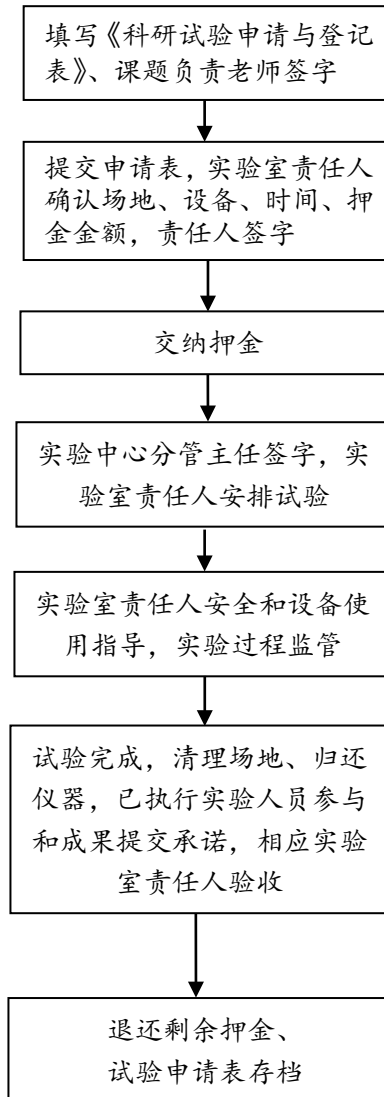 填写《科研试验申请与登记
表》、课题负责老师签字
提交申请表，实验室责任人
确认场地、设备、时间、押
金金额，责任人签字
交纳押金
实验中心分管主任签字，实
验室责任人安排试验
实验室责任人安全和设备使
用指导，实验过程监管
试验完成，清理场地、归还
仪器，已执行实验人员参与
和成果提交承诺，相应实验
室责任人验收
退还剩余押金、
试验申请表存档